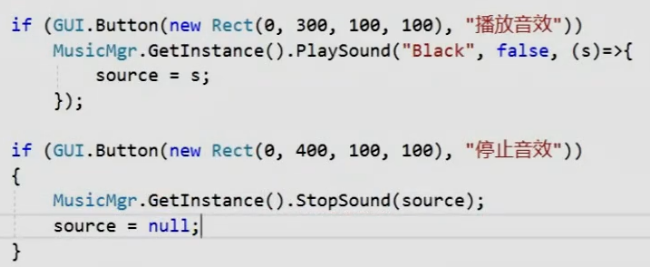 if (GUI.Button(new Rect(0, 300, 100, 100), "播放音效"))
    MusicMgr.GetInstance().PlaySound("Black", false, (s)=>{
        source = s;
    });
if (GUI.Button(new Rect(0, 400, 100, 100), "停止音效"))
{
    MusicMgr.GetInstance().StopSound(source);
    source = null;
}